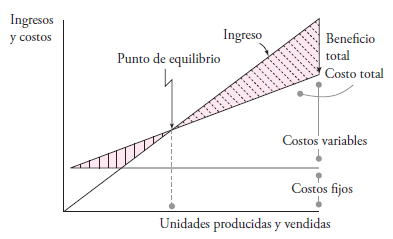 Ingresos
y costos
Ingreso
Beneficio
total
Punto de equilibrio
Costo total
Costos variables
Costos fijos
Unidades producidas y vendidas